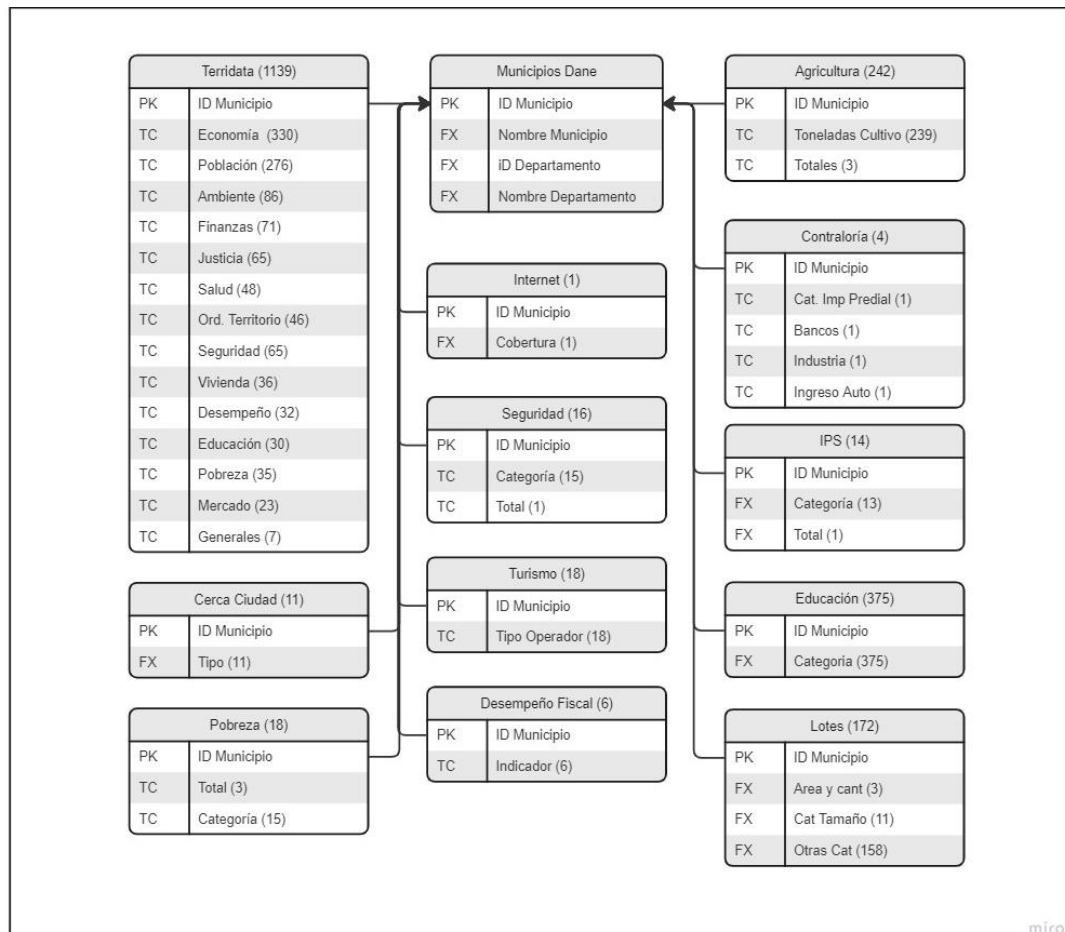 Terridata (1139)
PK ID Municipio
TC Economía (330)
TC Población (276)
TC Ambiente (86)
TC Finanzas (71)
TC Justicia (65)
TC Salud (48)
TC Ord. Territorio (46)
TC Seguridad (65)
TC Vivienda (36)
TC Desempeño (32)
TC Educación (30)
TC Pobreza (35)
TC Mercado (23)
TC Generales (7)
Cerca Ciudad (11)
PK ID Municipio
FX Tipo (11)
Pobreza (18)
PK ID Municipio
TC Total (3)
TC Categoría (15)
Municipios Dane
PK ID Municipio
FX Nombre Municipio
FX iD Departamento
FX Nombre Departamento
Internet (1)
PK ID Municipio
FX Cobertura (1)
Seguridad (16)
PK ID Municipio
TC Categoría (15)
TC Total (1)
Turismo (18)
PK ID Municipio
TC Tipo Operador (18)
Desempeño Fiscal (6)
PK ID Municipio
TC Indicador (6)
Agricultura (242)
PK ID Municipio
TC Toneladas Cultivo (239)
TC Totales (3)
Contraloría (4)
PK ID Municipio
TC Cat. Imp Predial (1)
TC Bancos (1)
TC Industria (1)
TC Ingreso Auto (1)
IPS (14)
PK ID Municipio
FX Categoría (13)
FX Total (1)
Educación (375)
PK ID Municipio
FX Categoria (375)
Lotes (172)
PK ID Municipio
FX Area y cant (3)
FX Cat Tamaño (11)
FX Otras Cat (158)
miro